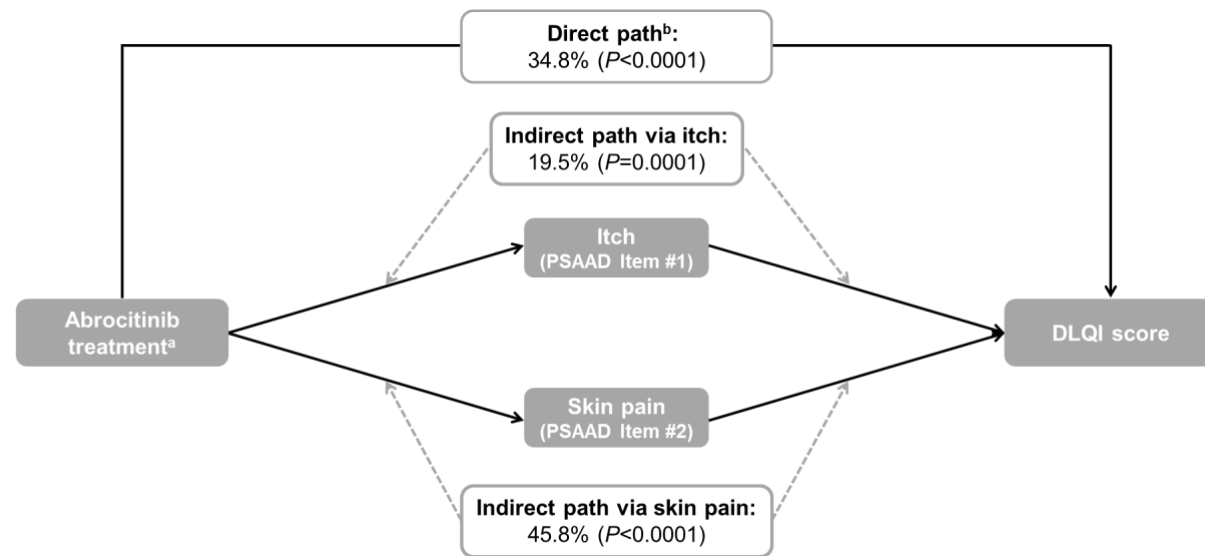 Direct pathᵇ:
34.8% (P<0.0001)
Indirect path via itch:
19.5% (P=0.0001)
Itch
(PSAAD Item #1)
Abrocitinib
treatmentᵃ
DLQI score
Skin pain
(PSAAD Item #2)
Indirect path via skin pain:
45.8% (P<0.0001)